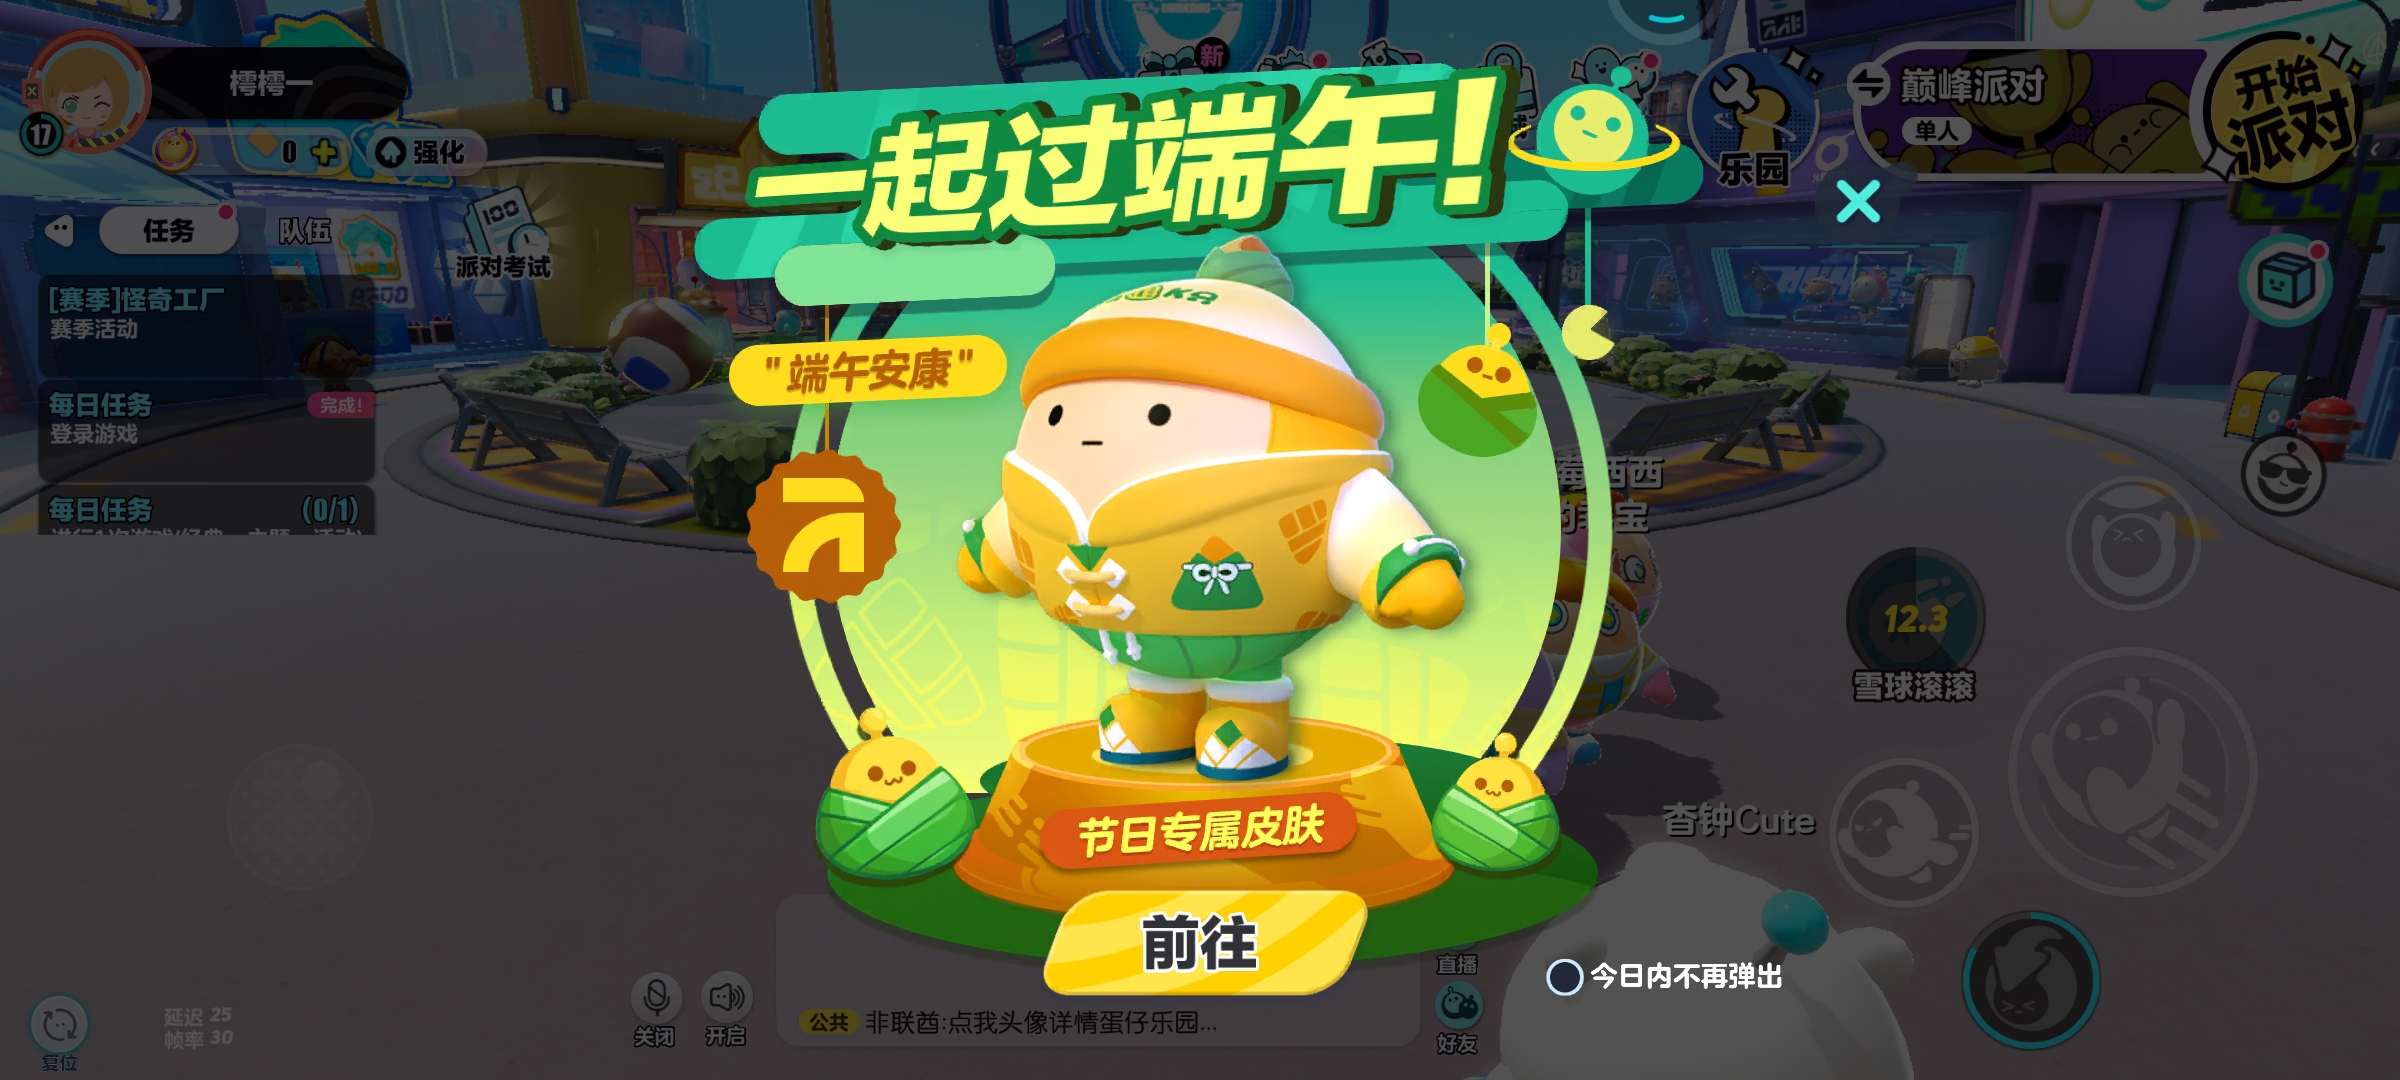 樗樗一
17
0
强化
任务
队伍
派对考试
100
[赛季]怪奇工厂
赛季活动
每日任务
完成!
登录游戏
每日任务
(0/1)
新
一起过端午!
"端午安康"
节日专属皮肤
前往
今日内不再弹出
乐园
巅峰派对
单人
开始
派对
12.3
雪球滚滚
杳钟Cute
直播
好友
公共
非联酋:点我头像详情蛋仔乐园...
关闭
开启
延迟 25
帧率 30
复位